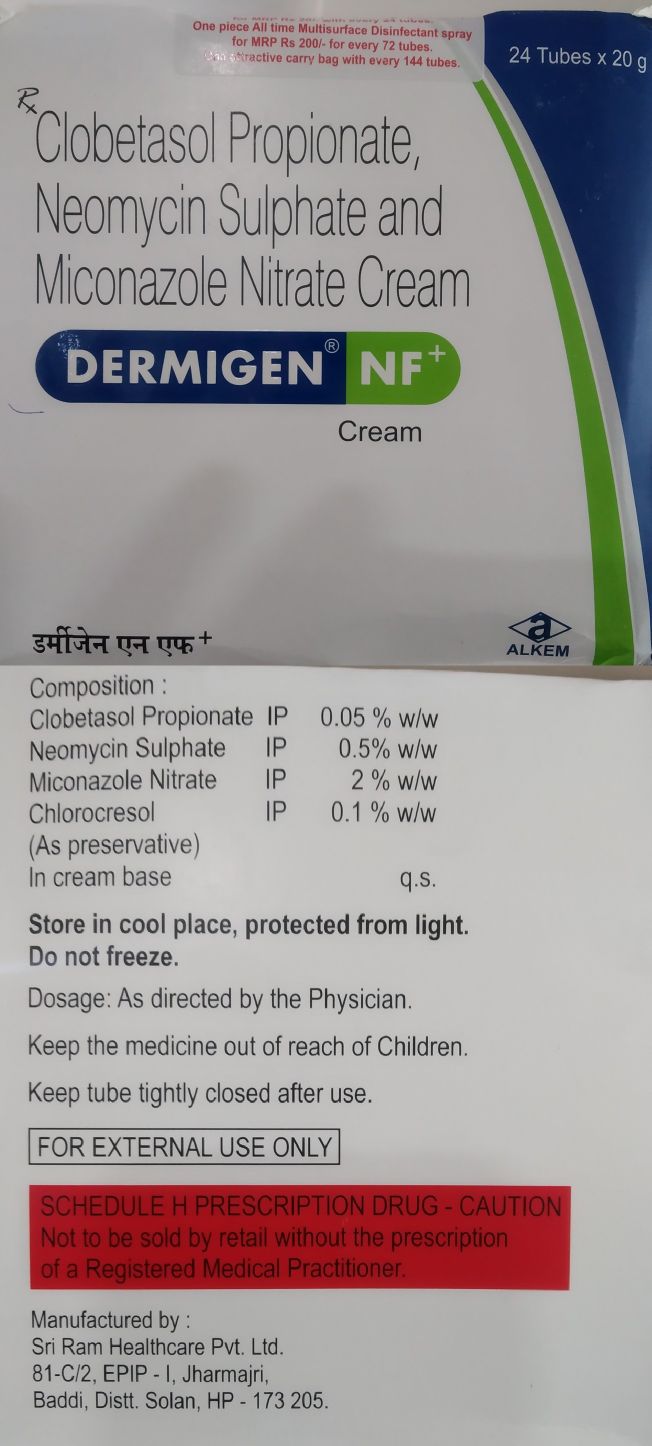 One piece All time Multisurface Disinfectant spray
for MRP Rs 200/- for every 72 tubes.
attractive carry bag with every 144 tubes.
24 Tubes x 20 g
Rx
Clobetasol Propionate,
Neomycin Sulphate and
Miconazole Nitrate Cream
DERMIGEN® NF+
Cream
डर्मीजेन एन एफ+
a
ALKEM
Composition :
Clobetasol Propionate IP 0.05 % w/w
Neomycin Sulphate IP 0.5% w/w
Miconazole Nitrate IP 2 % w/w
Chlorocresol IP 0.1 % w/w
(As preservative)
In cream base q.s.
Store in cool place, protected from light.
Do not freeze.
Dosage: As directed by the Physician.
Keep the medicine out of reach of Children.
Keep tube tightly closed after use.
FOR EXTERNAL USE ONLY
SCHEDULE H PRESCRIPTION DRUG - CAUTION
Not to be sold by retail without the prescription
of a Registered Medical Practitioner.
Manufactured by :
Sri Ram Healthcare Pvt. Ltd.
81-C/2, EPIP - I, Jharmajri,
Baddi, Distt. Solan, HP - 173 205.